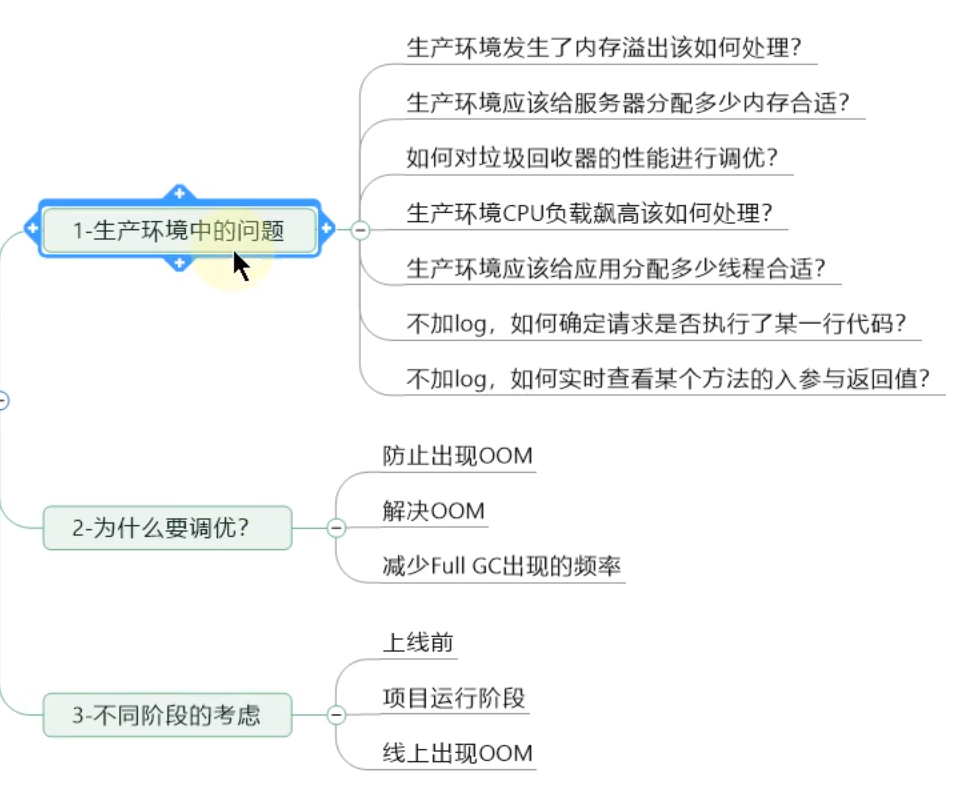 1-生产环境中的问题
生产环境发生了内存溢出该如何处理？
生产环境应该给服务器分配多少内存合适？
如何对垃圾回收器的性能进行调优？
生产环境CPU负载飙高该如何处理？
生产环境应该给应用分配多少线程合适？
不加log，如何确定请求是否执行了某一行代码？
不加log，如何实时查看某个方法的入参与返回值？
2-为什么要调优？
防止出现OOM
解决OOM
减少Full GC出现的频率
3-不同阶段的考虑
上线前
项目运行阶段
线上出现OOM